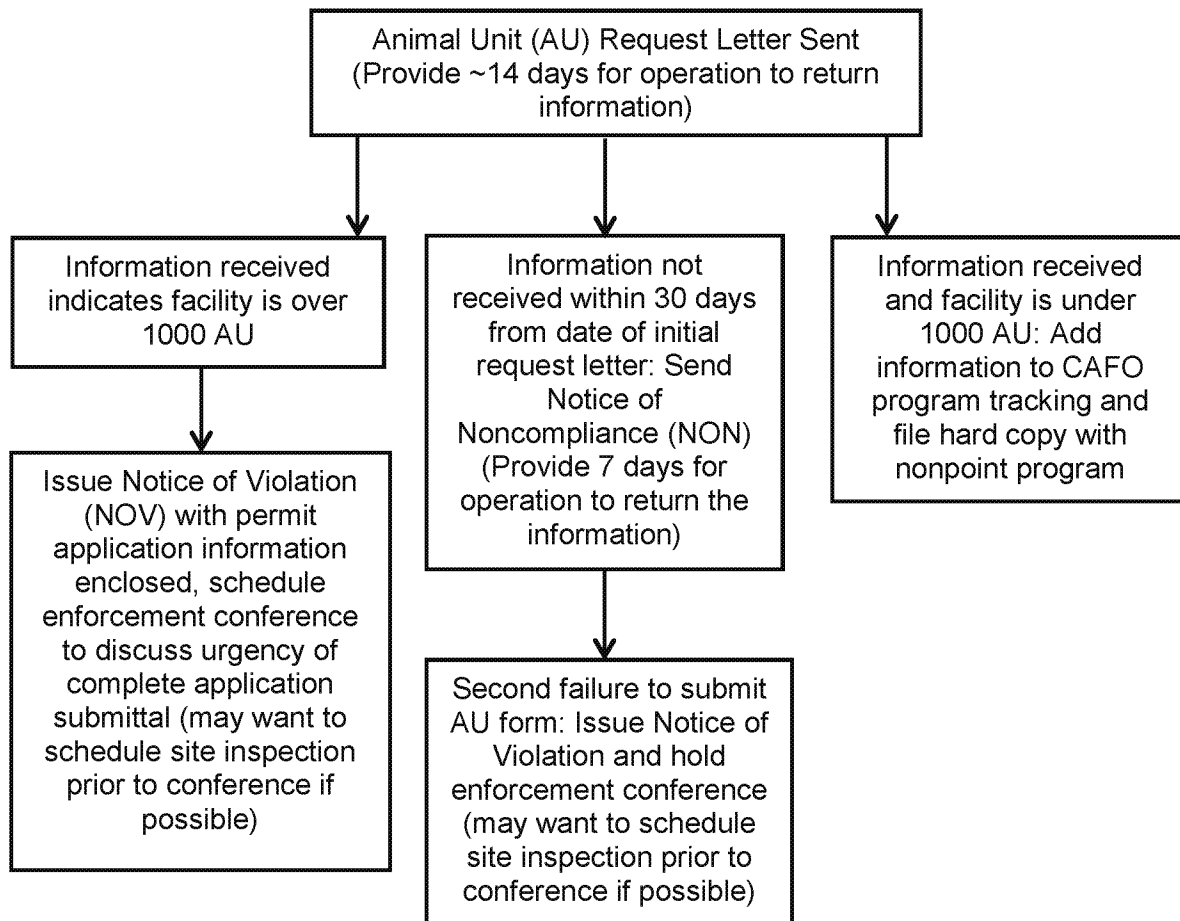 Animal Unit (AU) Request Letter Sent
(Provide ~14 days for operation to return
information)
Information received
indicates facility is over
1000 AU
Issue Notice of Violation
(NOV) with permit
application information
enclosed, schedule
enforcement conference
to discuss urgency of
complete application
submittal (may want to
schedule site inspection
prior to conference if
possible)
Information not
received within 30 days
from date of initial
request letter: Send
Notice of
Noncompliance (NON)
(Provide 7 days for
operation to return the
information)
Second failure to submit
AU form: Issue Notice of
Violation and hold
enforcement conference
(may want to schedule
site inspection prior to
conference if possible)
Information received
and facility is under
1000 AU: Add
information to CAFO
program tracking and
file hard copy with
nonpoint program